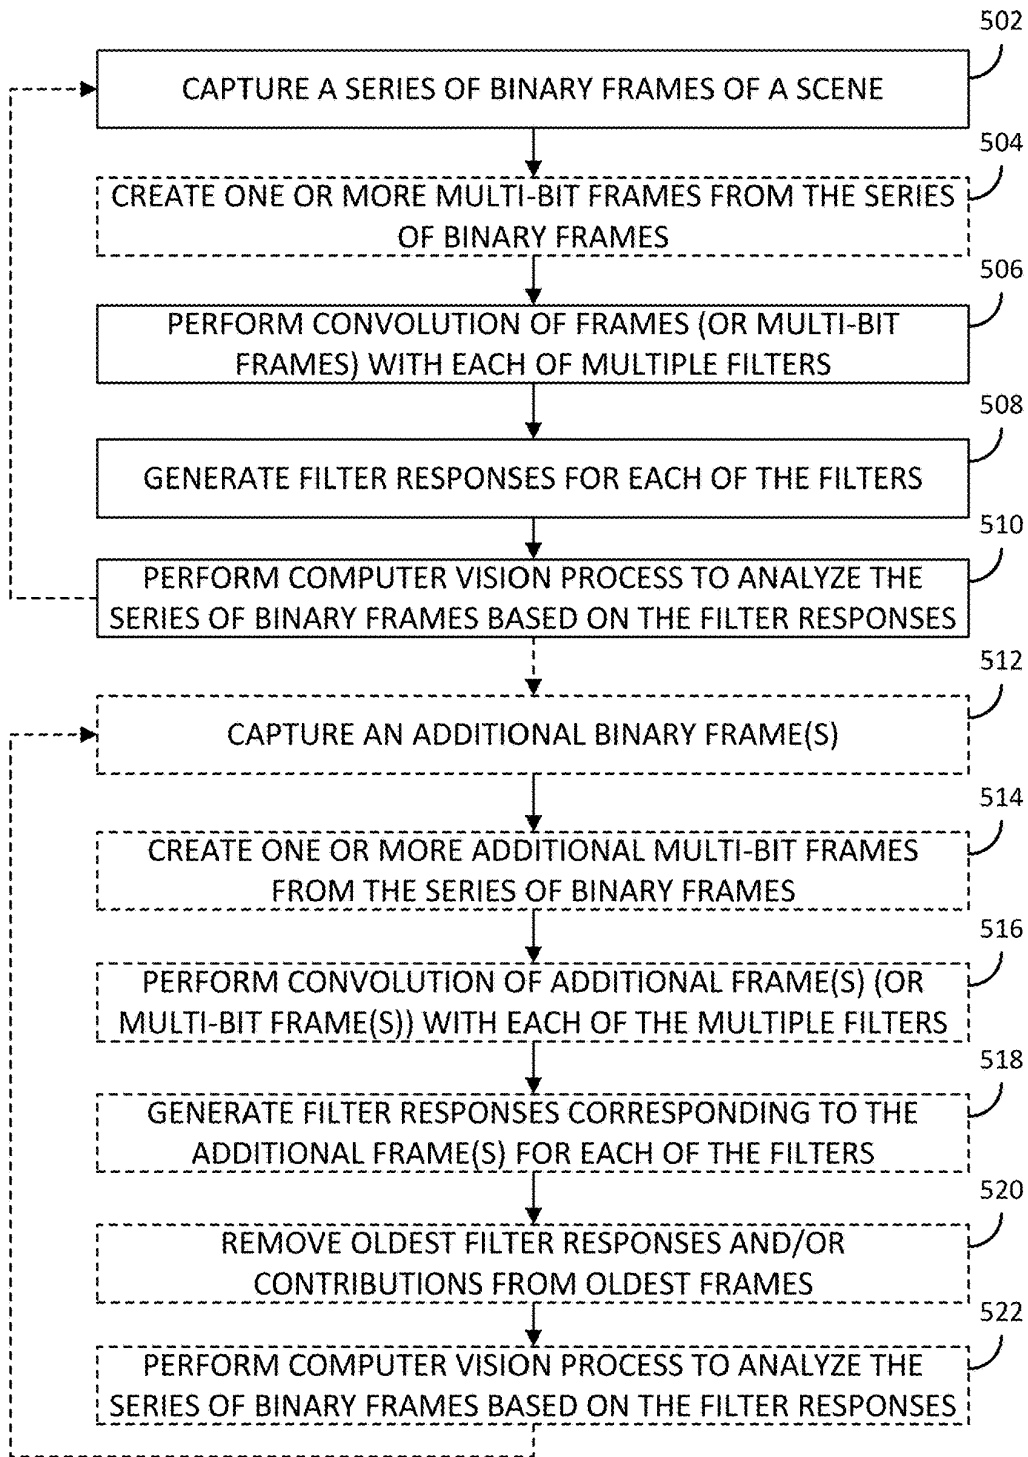 502
CAPTURE A SERIES OF BINARY FRAMES OF A SCENE
504
CREATE ONE OR MORE MULTI-BIT FRAMES FROM THE SERIES
OF BINARY FRAMES
506
PERFORM CONVOLUTION OF FRAMES (OR MULTI-BIT
FRAMES) WITH EACH OF MULTIPLE FILTERS
508
GENERATE FILTER RESPONSES FOR EACH OF THE FILTERS
510
PERFORM COMPUTER VISION PROCESS TO ANALYZE THE
SERIES OF BINARY FRAMES BASED ON THE FILTER RESPONSES
512
CAPTURE AN ADDITIONAL BINARY FRAME(S)
514
CREATE ONE OR MORE ADDITIONAL MULTI-BIT FRAMES
FROM THE SERIES OF BINARY FRAMES
516
PERFORM CONVOLUTION OF ADDITIONAL FRAME(S) (OR
MULTI-BIT FRAME(S)) WITH EACH OF THE MULTIPLE FILTERS
518
GENERATE FILTER RESPONSES CORRESPONDING TO THE
ADDITIONAL FRAME(S) FOR EACH OF THE FILTERS
520
REMOVE OLDEST FILTER RESPONSES AND/OR
CONTRIBUTIONS FROM OLDEST FRAMES
522
PERFORM COMPUTER VISION PROCESS TO ANALYZE THE
SERIES OF BINARY FRAMES BASED ON THE FILTER RESPONSES